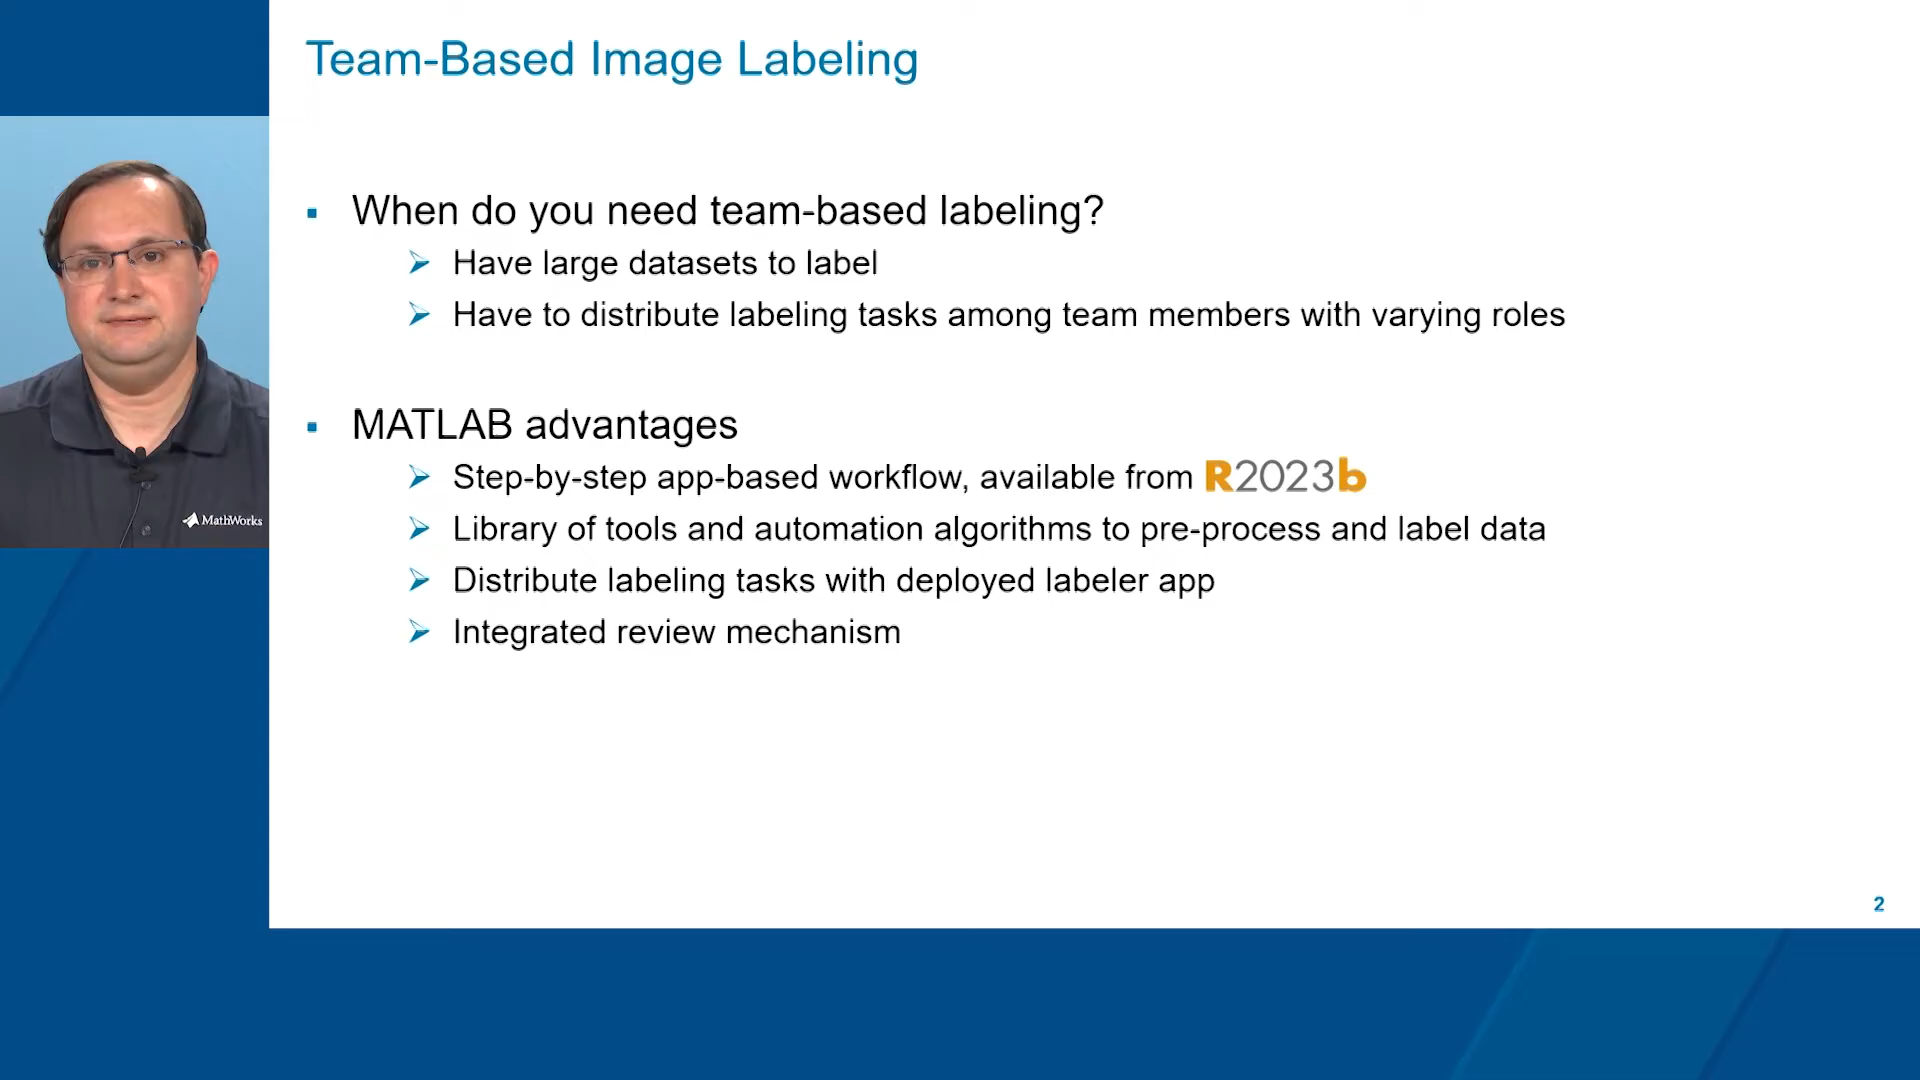 Team-Based Image Labeling
When do you need team-based labeling?
Have large datasets to label
Have to distribute labeling tasks among team members with varying roles
MATLAB advantages
Step-by-step app-based workflow, available from R2023b
Library of tools and automation algorithms to pre-process and label data
Distribute labeling tasks with deployed labeler app
Integrated review mechanism
MathWorks
2